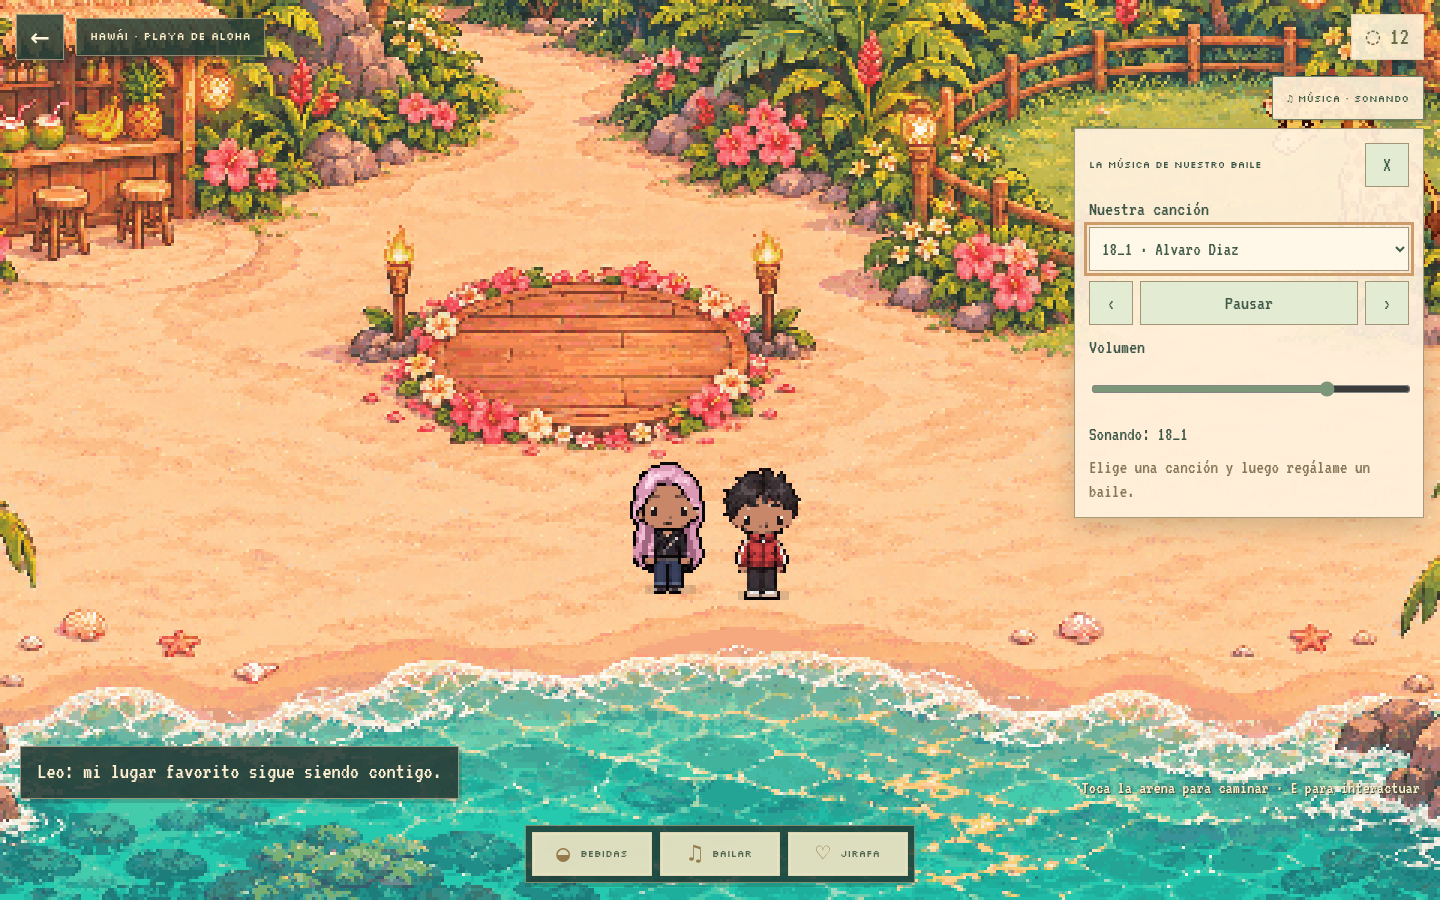 ←
HAWÁI · PLAYA DE ALOHA
12
♫ MÚSICA · SONANDO
LA MÚSICA DE NUESTRO BAILE
X
Nuestra canción
18_1 · Alvaro Diaz
‹ Pausar ›
Volumen
Sonando: 18_1
Elige una canción y luego regálame un
baile.
Leo: mi lugar favorito sigue siendo contigo.
Toca la arena para caminar · E para interactuar
BEBIDAS
♫ BAILAR
♡ JIRAFA